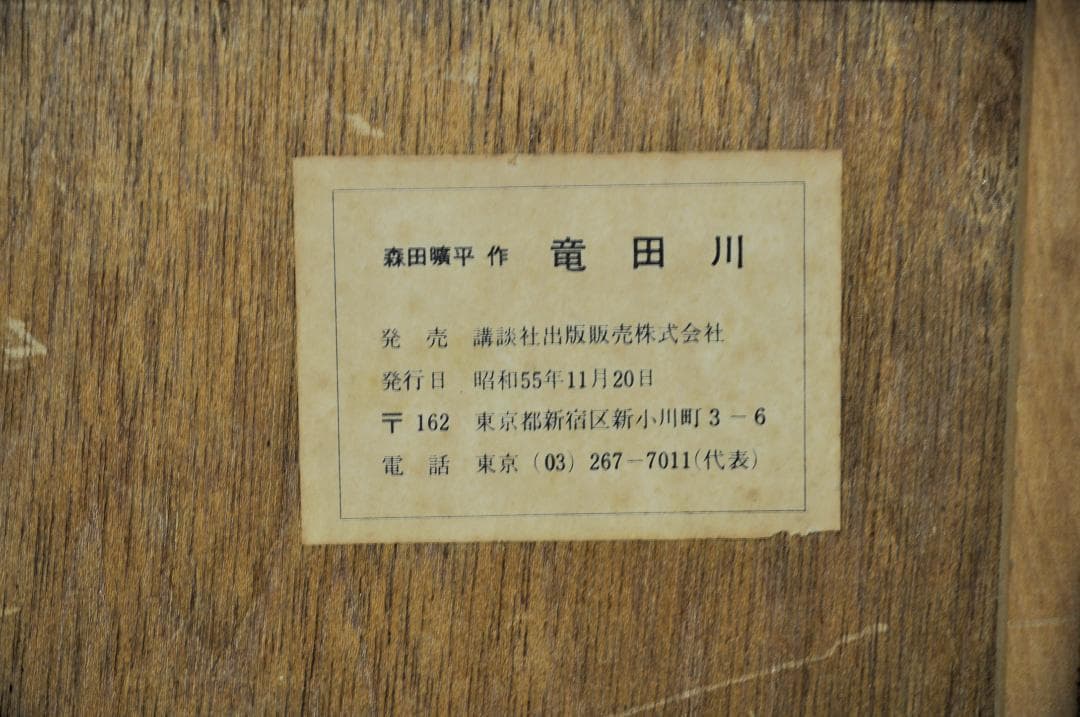 森田曠平 作 竜田川
発売 講談社出版販売株式会社
発行日 昭和55年11月20日
〒162 東京都新宿区新小川町3-6
電話 東京(03)267-7011(代表)